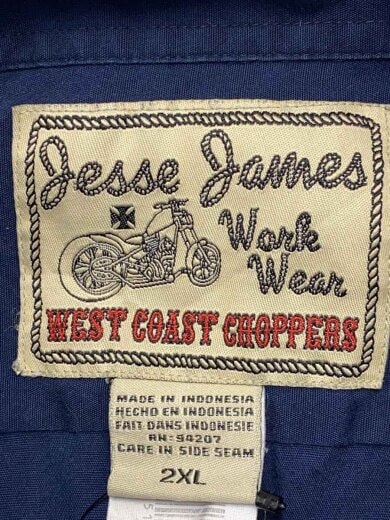 Jesse James
Work
Wear
WEST COAST CHOPPERS
MADE IN INDONESIA
HECHO EN INDONESIA
FAIT DANS INDONESIE
RN: 94207
CARE IN SIDE SEAM
2XL